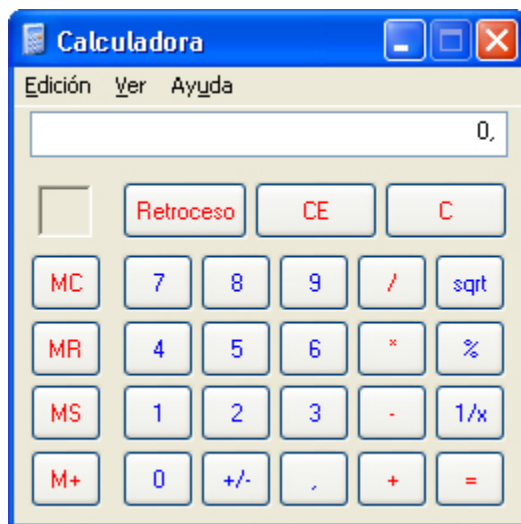 Calculadora
Edición Ver Ayuda
0,
Retroceso CE C
MC 7 8 9 / sqrt
MR 4 5 6 * %
MS 1 2 3 - 1/x
M+ 0 +/- , + =